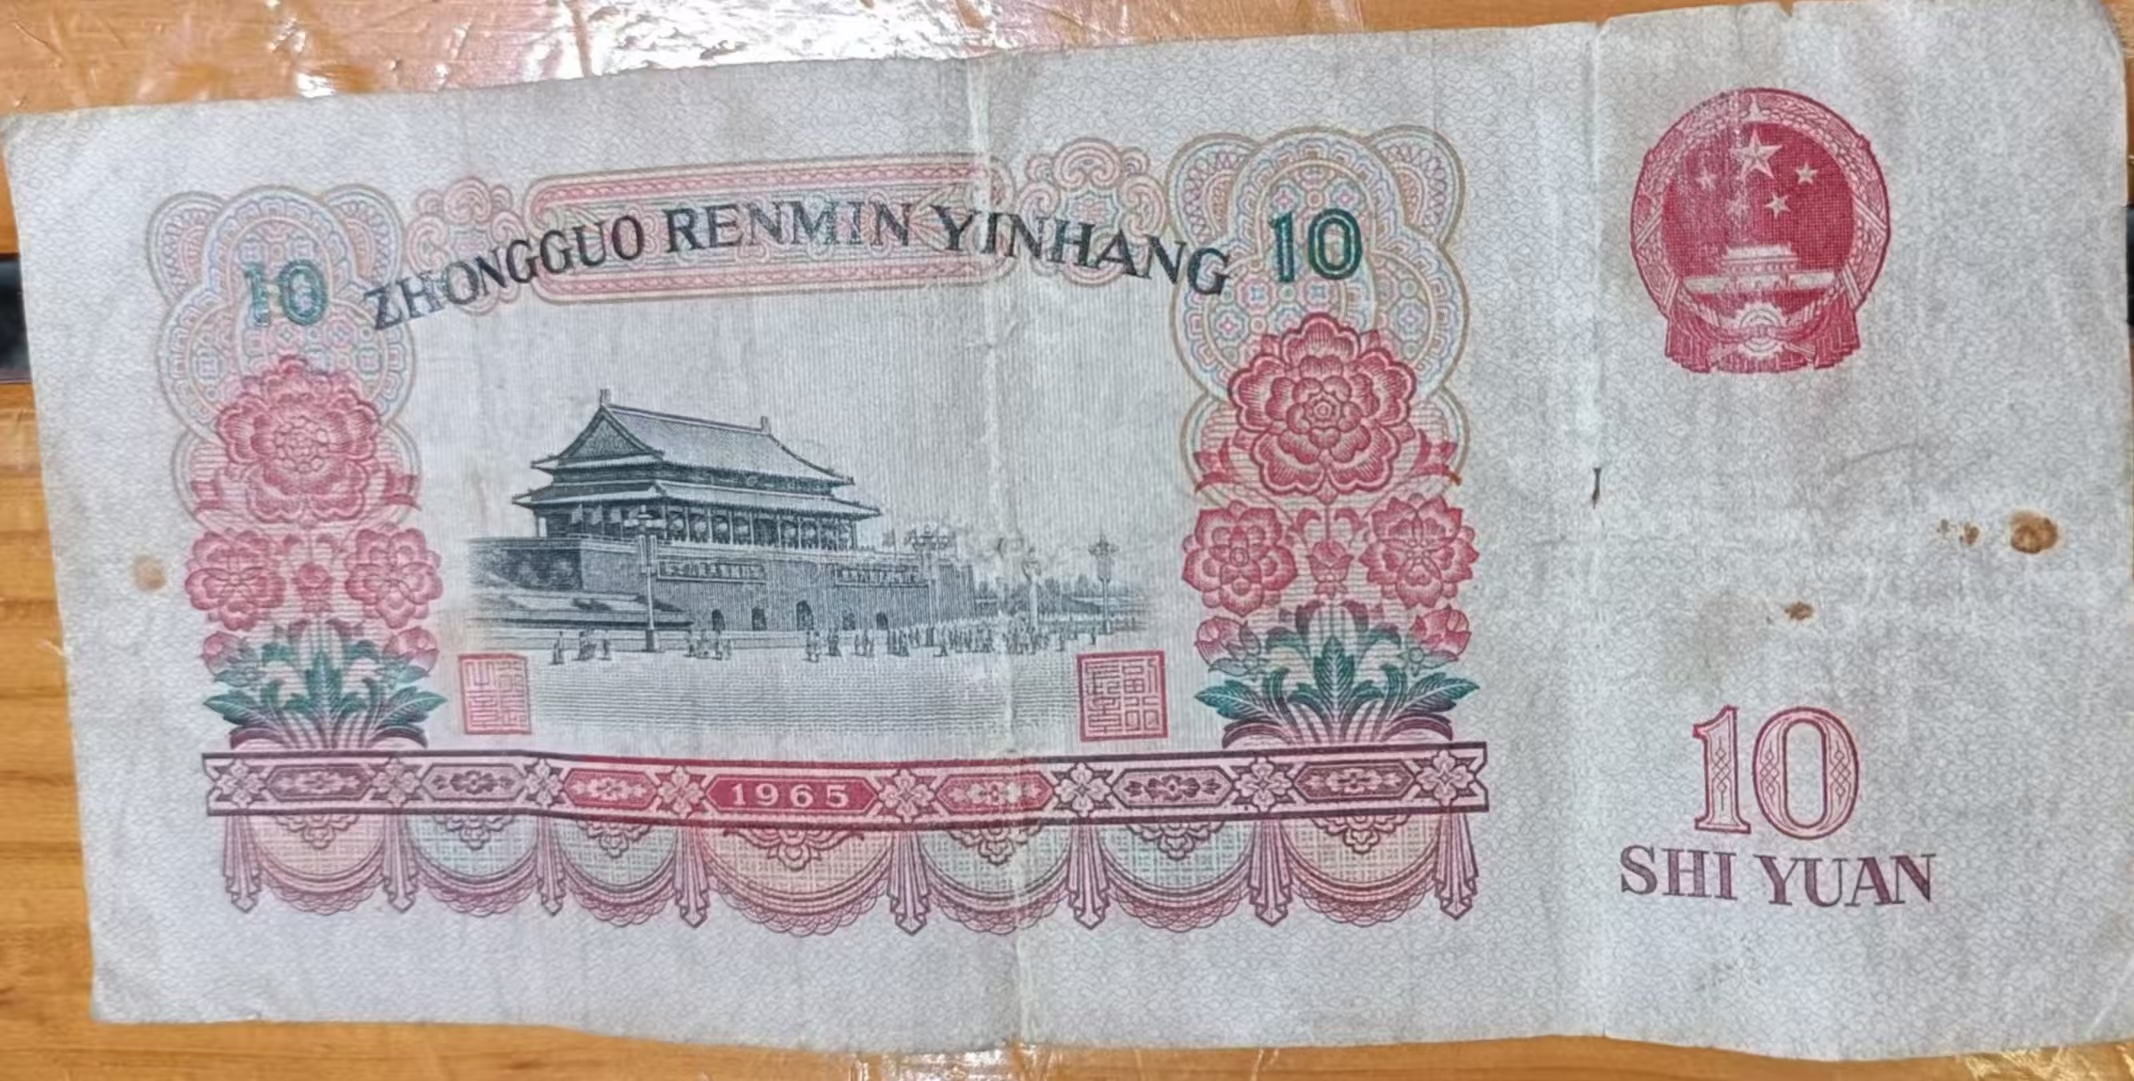 10 ZHONGGUO RENMIN YINHANG 10
1965
10
SHI YUAN